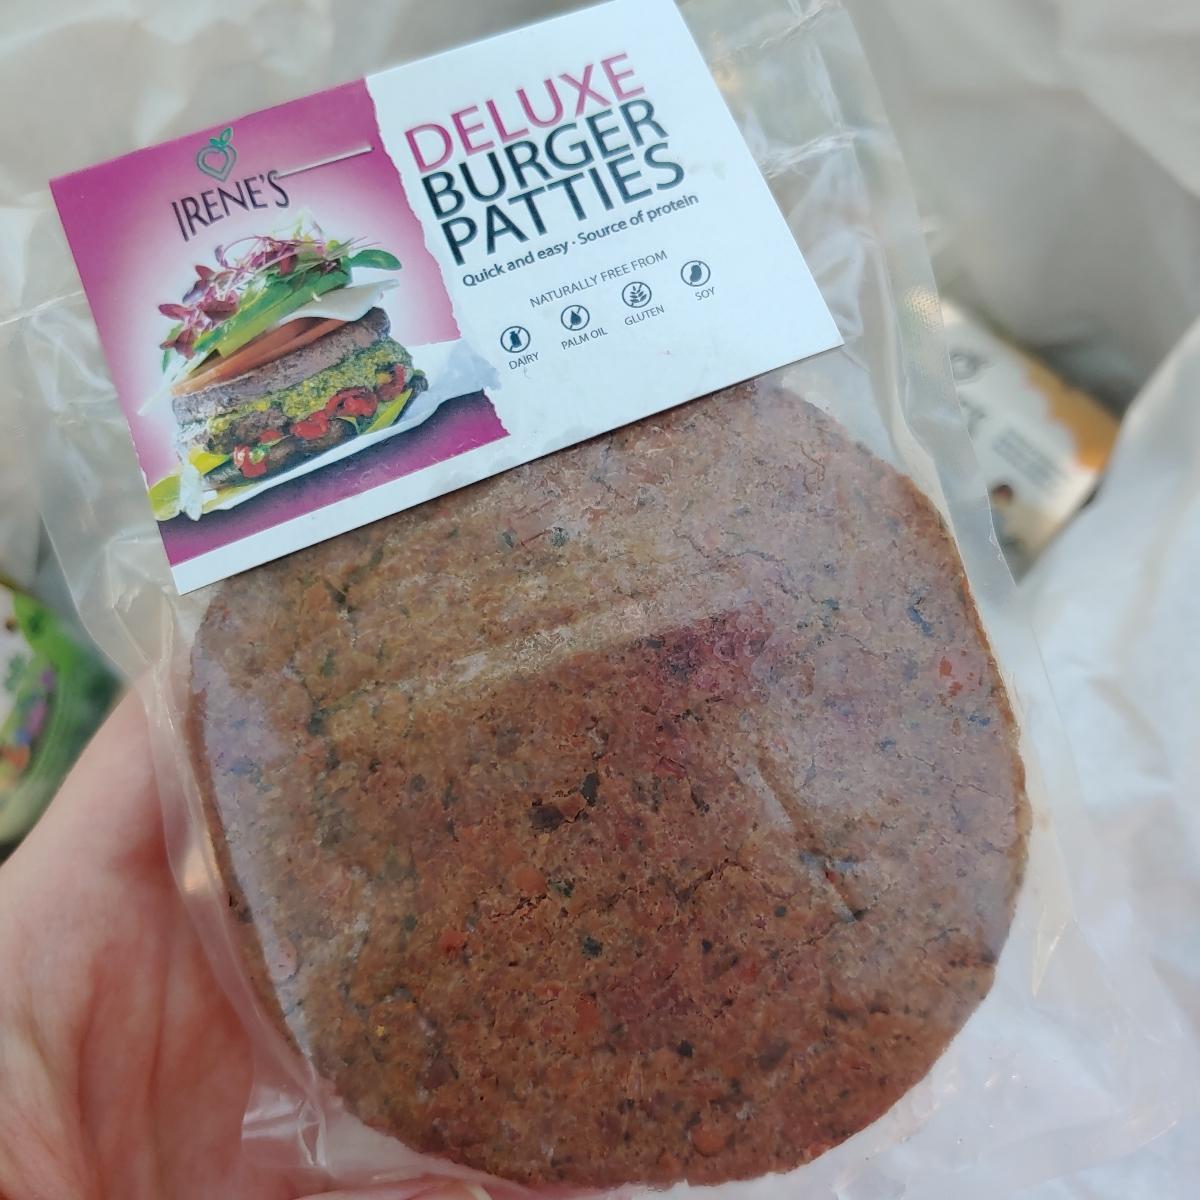 IRENE'S
DELUXE
BURGER
PATTIES
Quick and easy · Source of protein
NATURALLY FREE FROM
DAIRY
PALM OIL
GLUTEN
SOY